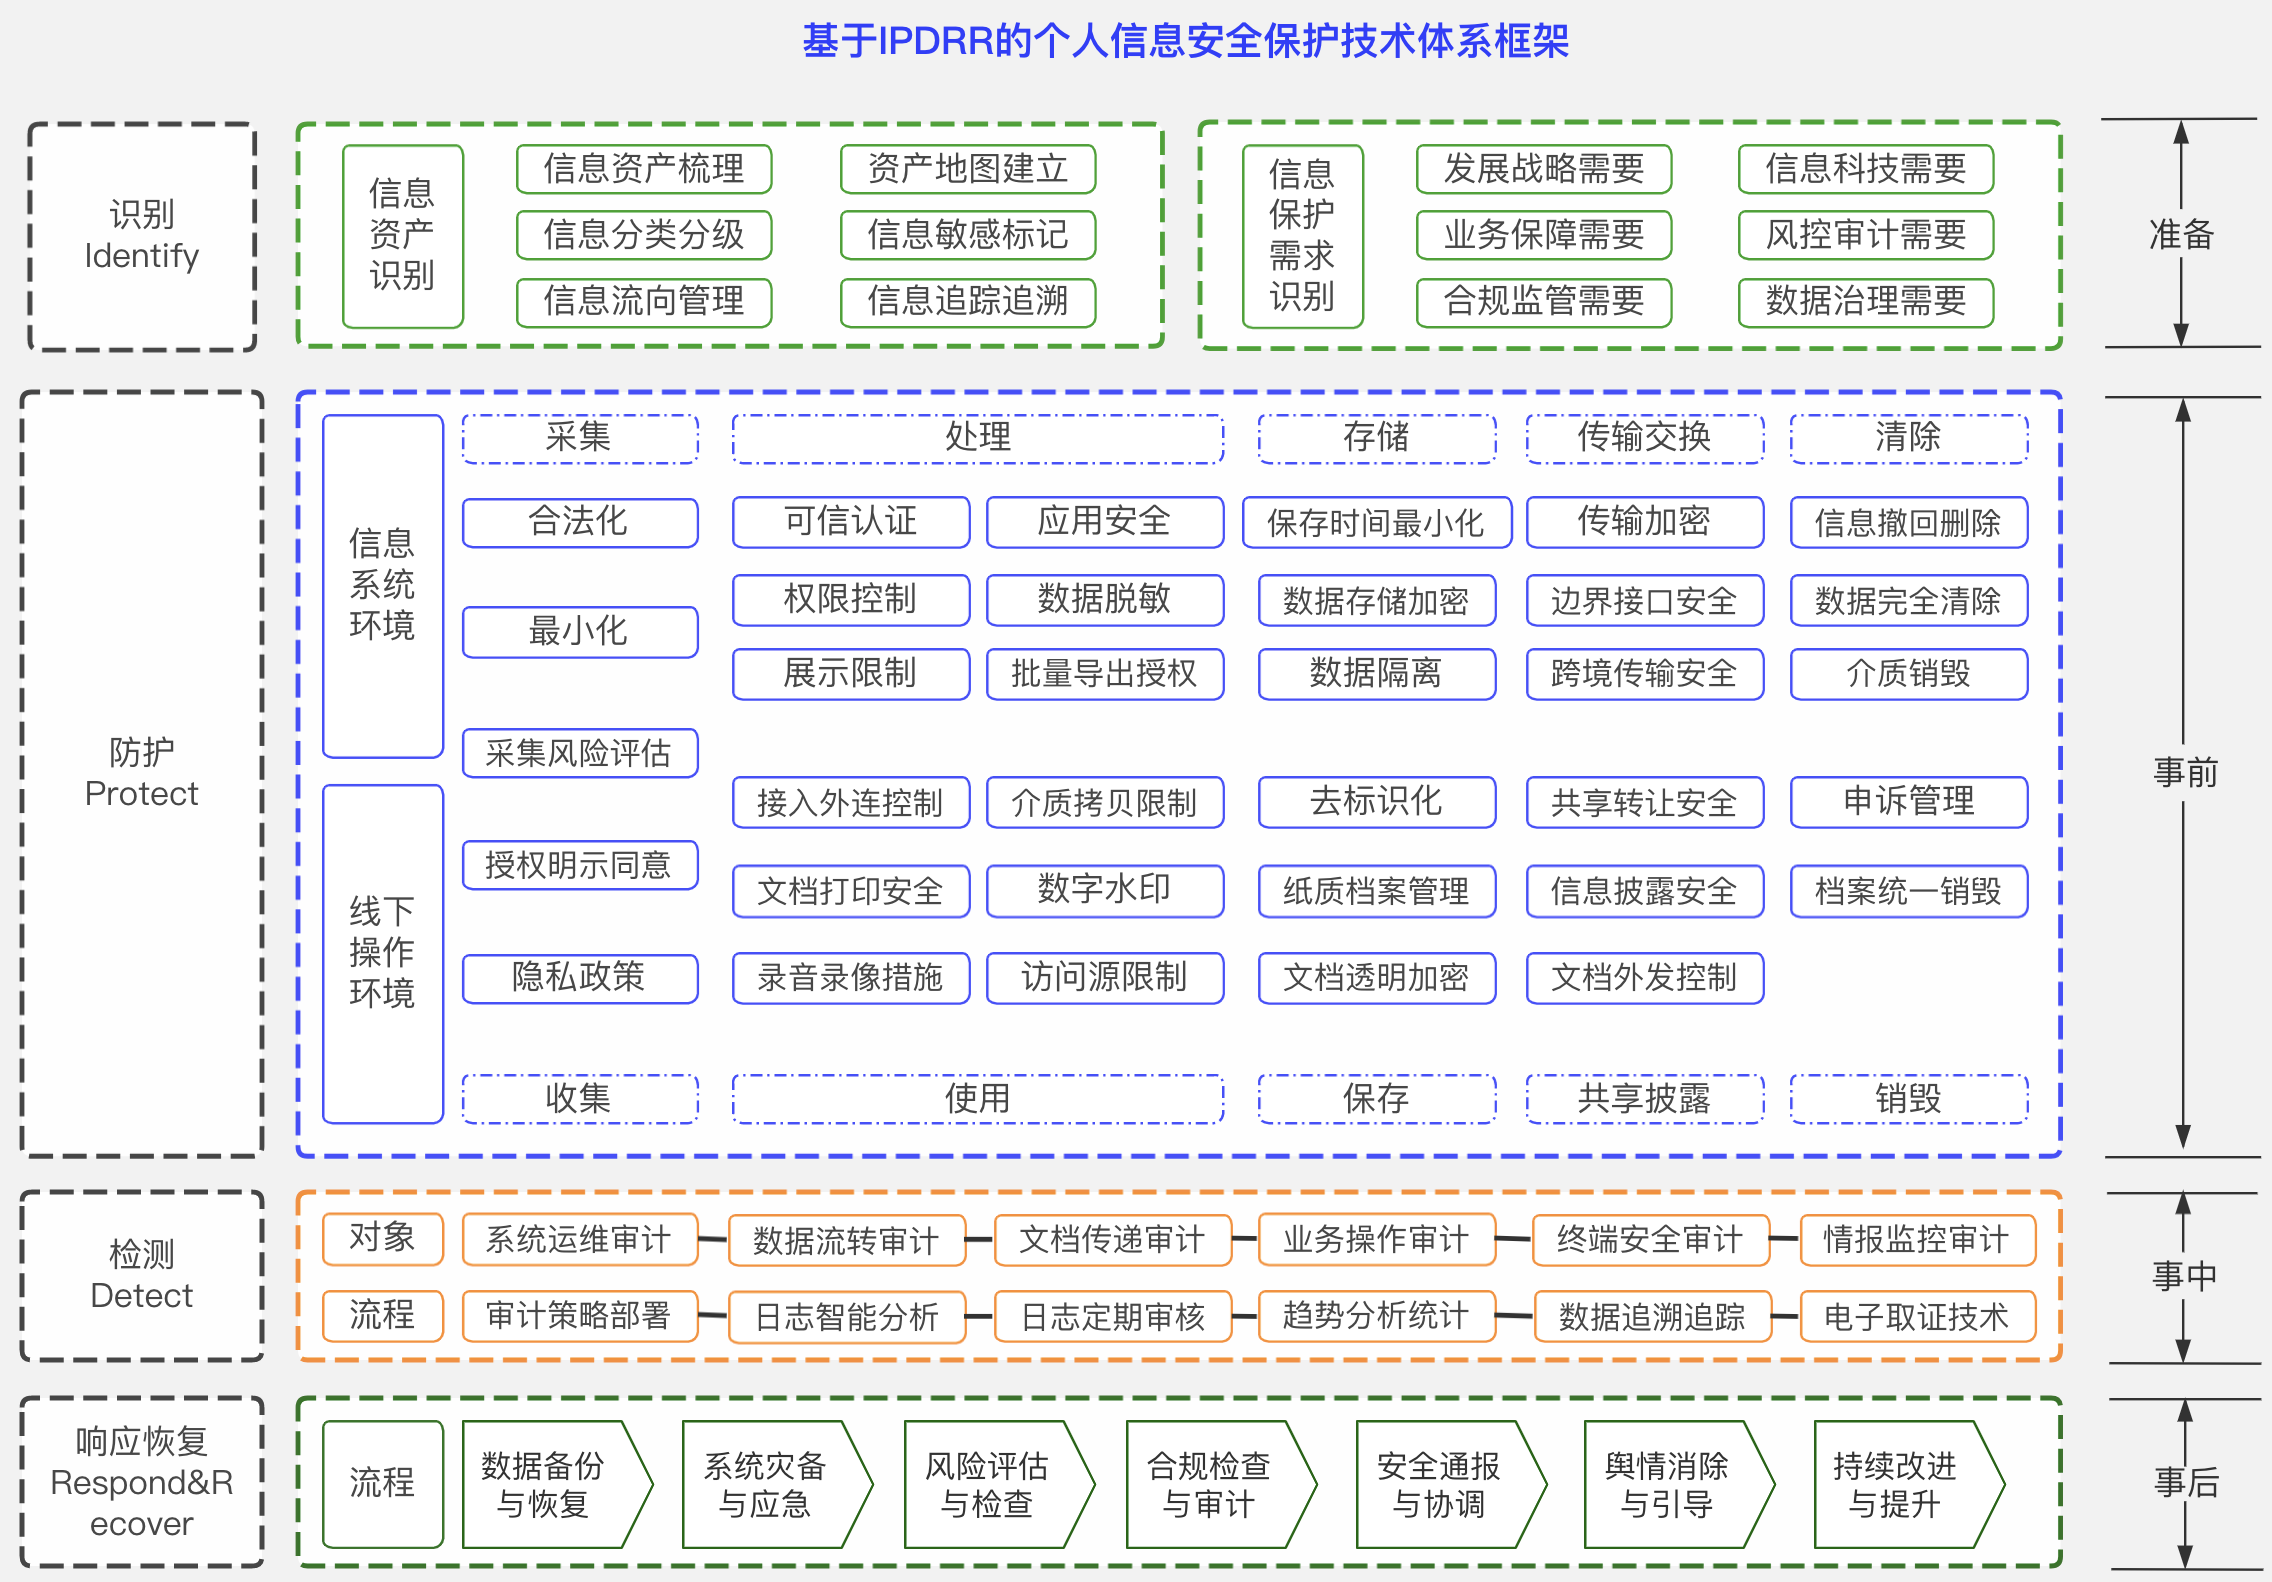 基于IPDRR的个人信息安全保护技术体系框架
识别
Identify
信息
资产
识别
信息资产梳理
资产地图建立
信息分类分级
信息敏感标记
信息流向管理
信息追踪追溯
信息
保护
需求
识别
发展战略需要
信息科技需要
业务保障需要
风控审计需要
合规监管需要
数据治理需要
准备
防护
Protect
信息
系统
环境
线下
操作
环境
采集
处理
存储
传输交换
清除
合法化
可信认证
应用安全
保存时间最小化
传输加密
信息撤回删除
最小化
权限控制
数据脱敏
数据存储加密
边界接口安全
数据完全清除
展示限制
批量导出授权
数据隔离
跨境传输安全
介质销毁
采集风险评估
接入外连控制
介质拷贝限制
去标识化
共享转让安全
申诉管理
授权明示同意
文档打印安全
数字水印
纸质档案管理
信息披露安全
档案统一销毁
隐私政策
录音录像措施
访问源限制
文档透明加密
文档外发控制
收集
使用
保存
共享披露
销毁
事前
检测
Detect
对象
系统运维审计
数据流转审计
文档传递审计
业务操作审计
终端安全审计
情报监控审计
流程
审计策略部署
日志智能分析
日志定期审核
趋势分析统计
数据追溯追踪
电子取证技术
事中
响应恢复
Respond&R
ecover
流程
数据备份
与恢复
系统灾备
与应急
风险评估
与检查
合规检查
与审计
安全通报
与协调
舆情消除
与引导
持续改进
与提升
事后